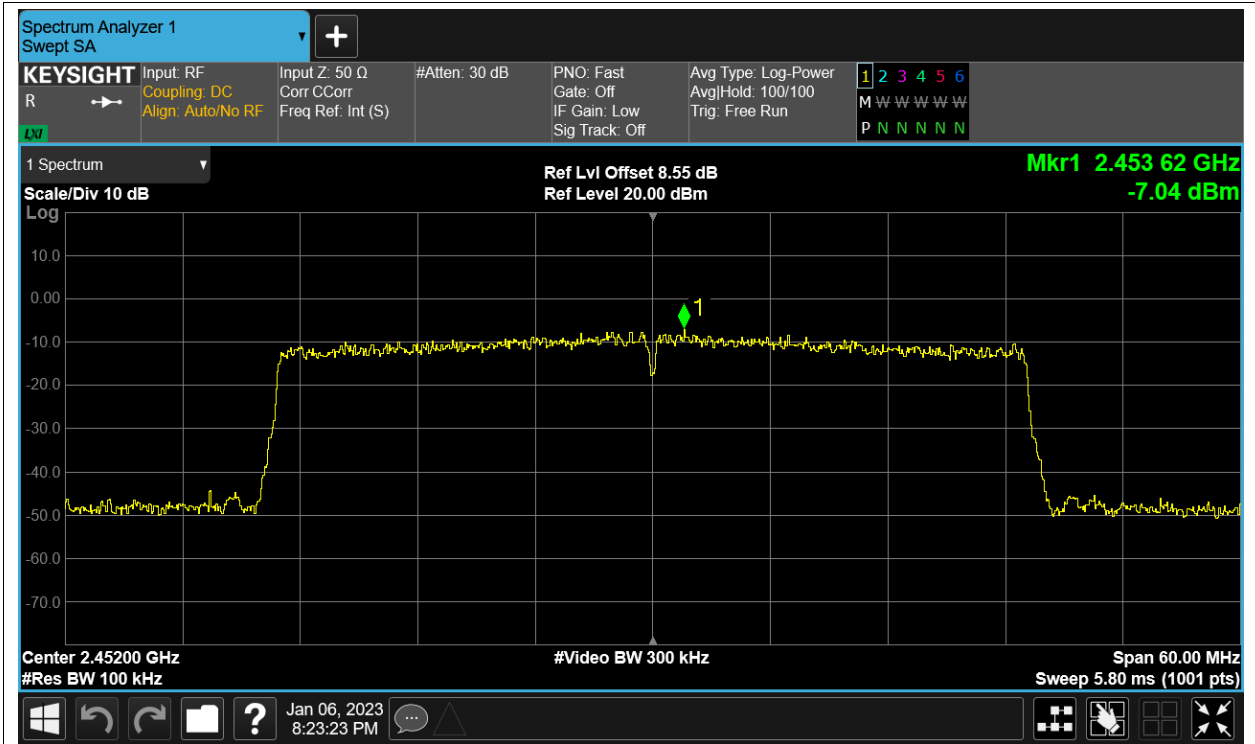 Spectrum Analyzer 1
Swept SA
KEYSIGHT
R
LXI
Input: RF
Coupling: DC
Align: Auto/No RF
Input Z: 50 Ω
Corr CCorr
Freq Ref: Int (S)
#Atten: 30 dB
PNO: Fast
Gate: Off
IF Gain: Low
Sig Track: Off
Avg Type: Log-Power
Avg|Hold: 100/100
Trig: Free Run
1 2 3 4 5 6
M W W W W W
P N N N N N
1 Spectrum
Scale/Div 10 dB
Log
Ref Lvl Offset 8.55 dB
Ref Level 20.00 dBm
Mkr1 2.453 62 GHz
-7.04 dBm
10.0
0.00
-10.0
-20.0
-30.0
-40.0
-50.0
-60.0
-70.0
1
Center 2.45200 GHz
#Res BW 100 kHz
#Video BW 300 kHz
Span 60.00 MHz
Sweep 5.80 ms (1001 pts)
?
Jan 06, 2023
8:23:23 PM